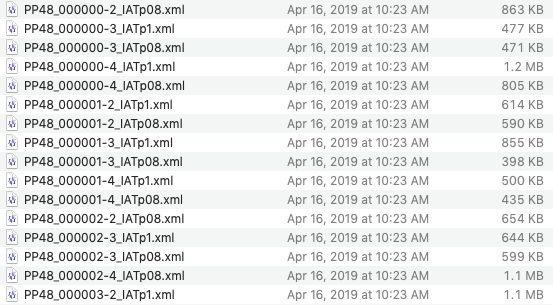 PP48_000000-2_IATp08.xml Apr 16, 2019 at 10:23 AM 863 KB
PP48_000000-3_IATp1.xml Apr 16, 2019 at 10:23 AM 477 KB
PP48_000000-3_IATp08.xml Apr 16, 2019 at 10:23 AM 471 KB
PP48_000000-4_IATp1.xml Apr 16, 2019 at 10:23 AM 1.2 MB
PP48_000000-4_IATp08.xml Apr 16, 2019 at 10:23 AM 805 KB
PP48_000001-2_IATp1.xml Apr 16, 2019 at 10:23 AM 614 KB
PP48_000001-2_IATp08.xml Apr 16, 2019 at 10:23 AM 590 KB
PP48_000001-3_IATp1.xml Apr 16, 2019 at 10:23 AM 855 KB
PP48_000001-3_IATp08.xml Apr 16, 2019 at 10:23 AM 398 KB
PP48_000001-4_IATp1.xml Apr 16, 2019 at 10:23 AM 500 KB
PP48_000001-4_IATp08.xml Apr 16, 2019 at 10:23 AM 435 KB
PP48_000002-2_IATp08.xml Apr 16, 2019 at 10:23 AM 654 KB
PP48_000002-3_IATp1.xml Apr 16, 2019 at 10:23 AM 644 KB
PP48_000002-3_IATp08.xml Apr 16, 2019 at 10:23 AM 599 KB
PP48_000002-4_IATp08.xml Apr 16, 2019 at 10:23 AM 1.1 MB
PP48_000003-2_IATp1.xml Apr 16, 2019 at 10:23 AM 1.1 MB